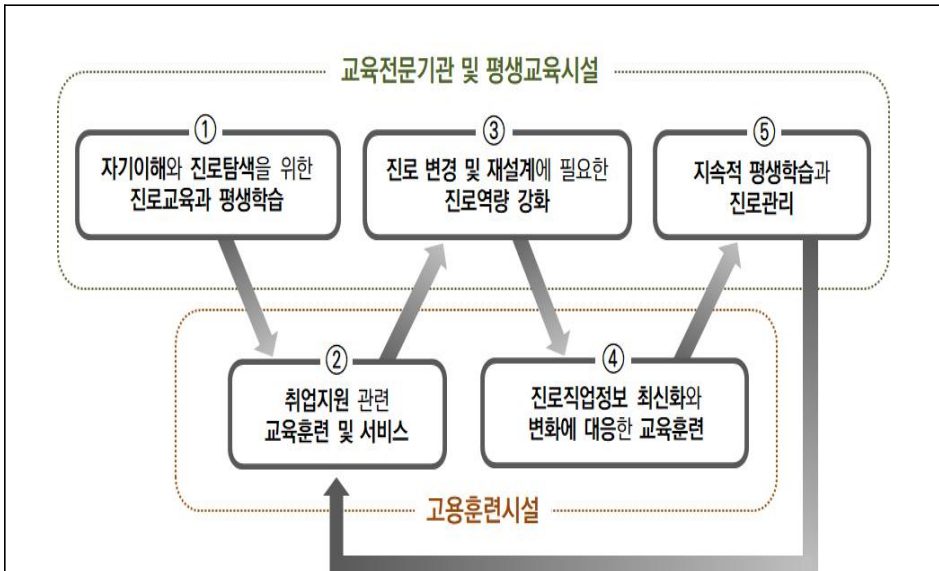 교육전문기관 및 평생교육시설
①
자기이해와 진로탐색을 위한
진로교육과 평생학습
③
진로 변경 및 재설계에 필요한
진로역량 강화
⑤
지속적 평생학습과
진로관리
②
취업지원 관련
교육훈련 및 서비스
④
진로직업정보 최신화와
변화에 대응한 교육훈련
고용훈련시설